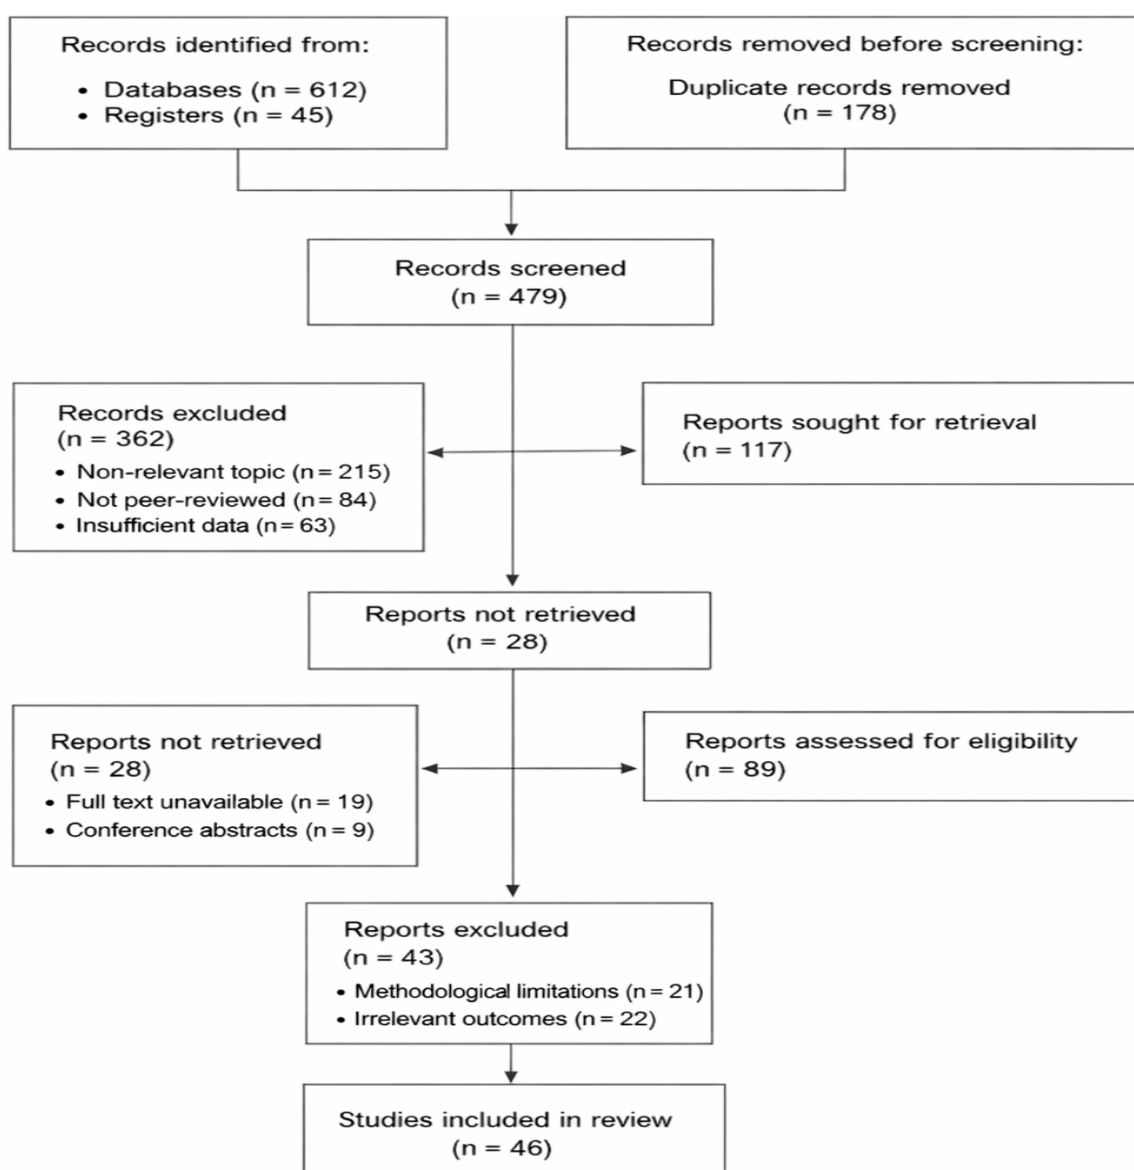 Records identified from:
• Databases (n = 612)
• Registers (n = 45)
Records removed before screening:
Duplicate records removed
(n = 178)
Records screened
(n = 479)
Records excluded
(n = 362)
• Non-relevant topic (n = 215)
• Not peer-reviewed (n = 84)
• Insufficient data (n = 63)
Reports sought for retrieval
(n = 117)
Reports not retrieved
(n = 28)
Reports not retrieved
(n = 28)
• Full text unavailable (n = 19)
• Conference abstracts (n = 9)
Reports assessed for eligibility
(n = 89)
Reports excluded
(n = 43)
• Methodological limitations (n = 21)
• Irrelevant outcomes (n = 22)
Studies included in review
(n = 46)